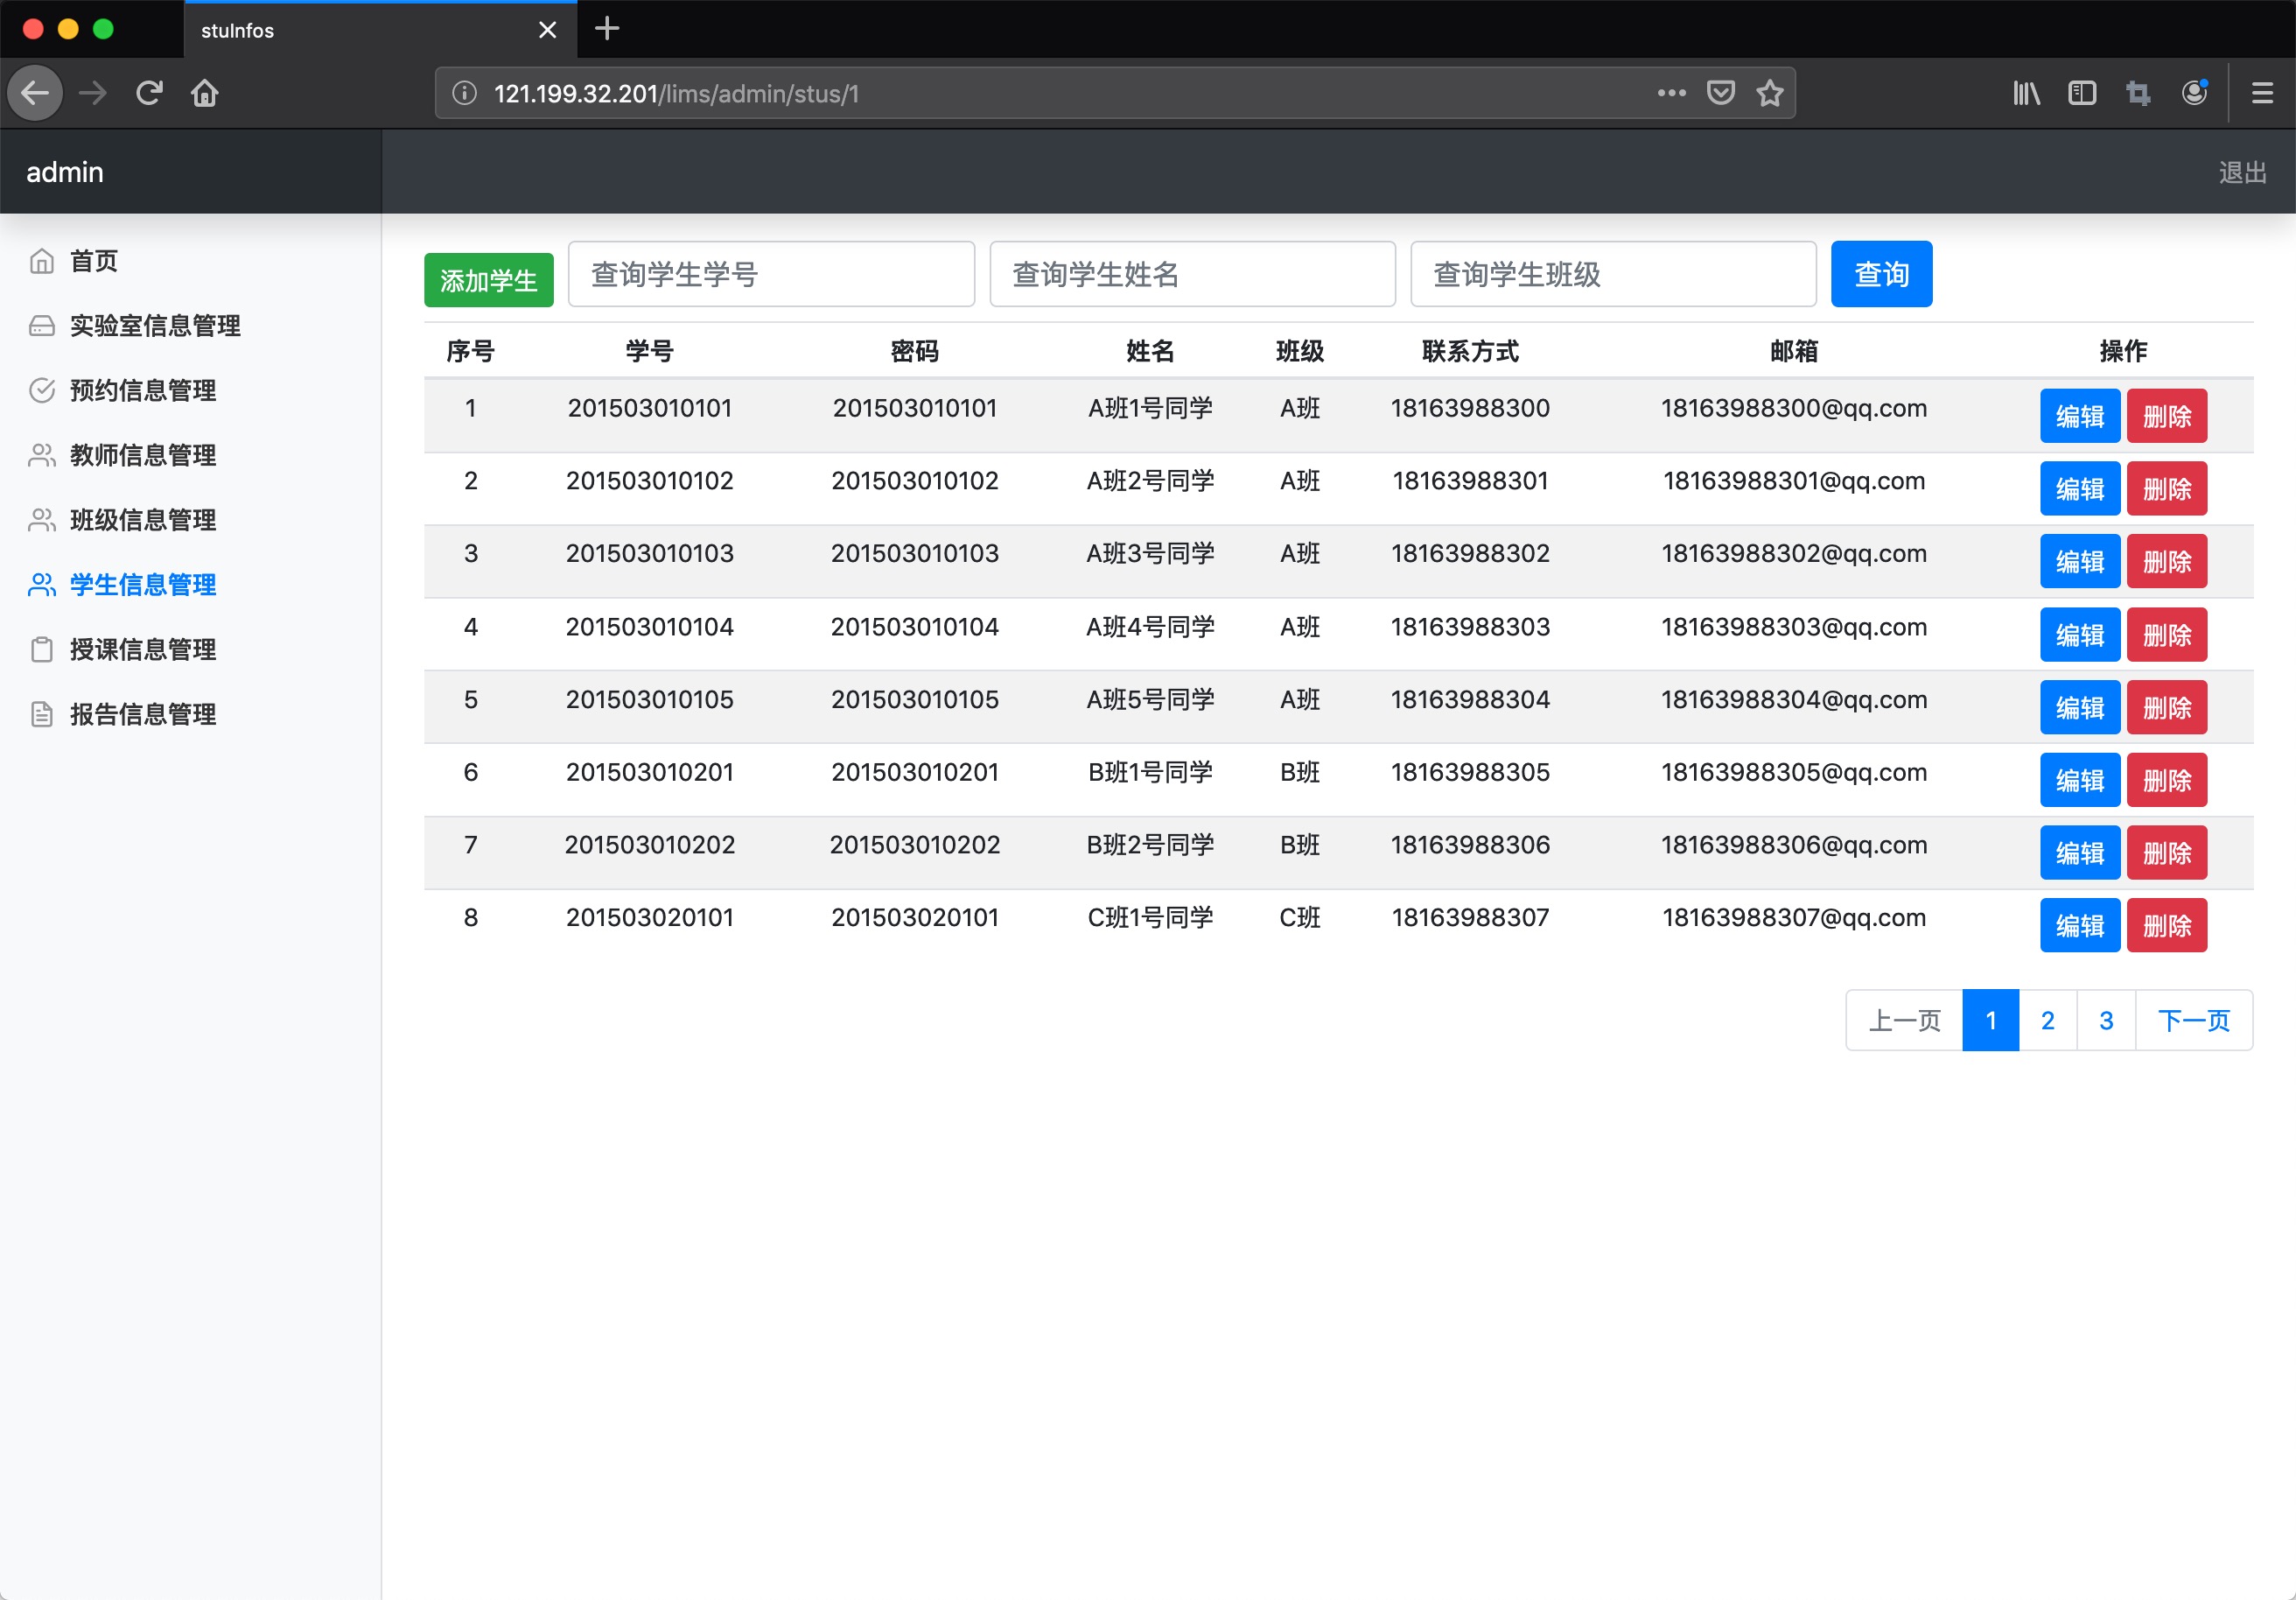 stuInfos
121.199.32.201/lims/admin/stus/1
admin
退出
首页
实验室信息管理
预约信息管理
教师信息管理
班级信息管理
学生信息管理
授课信息管理
报告信息管理
添加学生 查询学生学号 查询学生姓名 查询学生班级 查询
序号 学号 密码 姓名 班级 联系方式 邮箱 操作
1 201503010101 201503010101 A班1号同学 A班 18163988300 18163988300@qq.com 编辑 删除
2 201503010102 201503010102 A班2号同学 A班 18163988301 18163988301@qq.com 编辑 删除
3 201503010103 201503010103 A班3号同学 A班 18163988302 18163988302@qq.com 编辑 删除
4 201503010104 201503010104 A班4号同学 A班 18163988303 18163988303@qq.com 编辑 删除
5 201503010105 201503010105 A班5号同学 A班 18163988304 18163988304@qq.com 编辑 删除
6 201503010201 201503010201 B班1号同学 B班 18163988305 18163988305@qq.com 编辑 删除
7 201503010202 201503010202 B班2号同学 B班 18163988306 18163988306@qq.com 编辑 删除
8 201503020101 201503020101 C班1号同学 C班 18163988307 18163988307@qq.com 编辑 删除
上一页 1 2 3 下一页